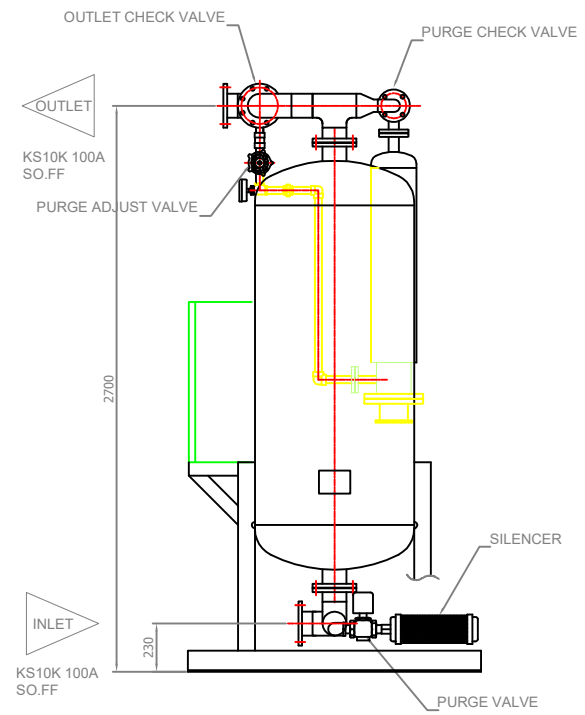 OUTLET CHECK VALVE
PURGE CHECK VALVE
OUTLET
KS10K 100A
SO.FF
PURGE ADJUST VALVE
2700
SILENCER
INLET
230
KS10K 100A
SO.FF
PURGE VALVE